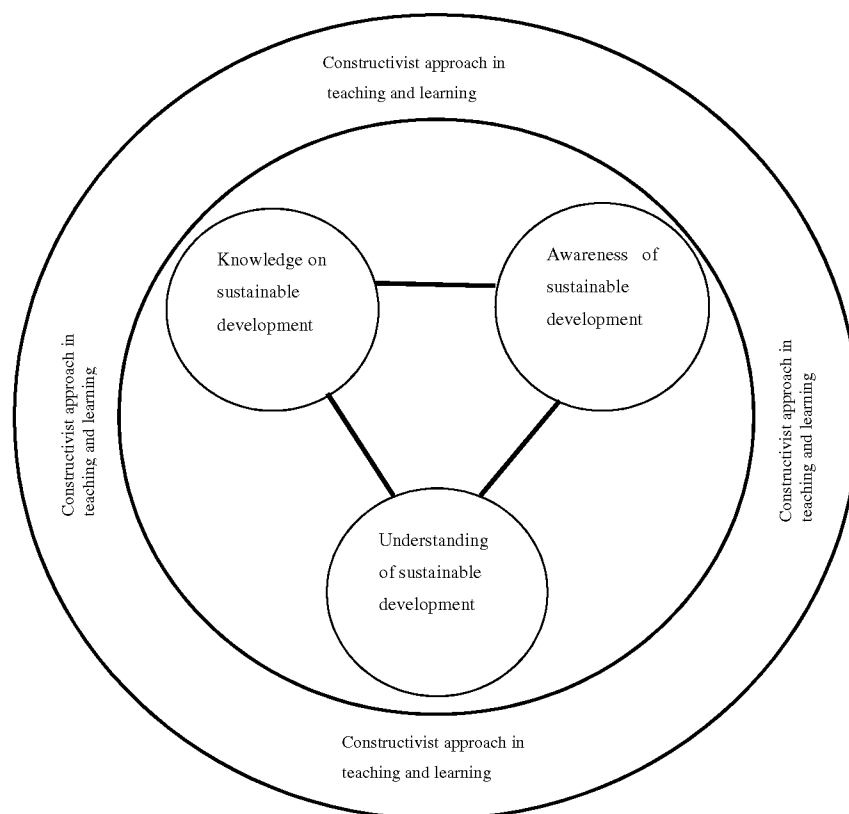 Constructivist approach in
teaching and learning
Knowledge on
sustainable
development
Awareness of
sustainable
development
Constructivist approach in
teaching and learning
Constructivist approach in
teaching and learning
Understanding
of sustainable
development
Constructivist approach in
teaching and learning